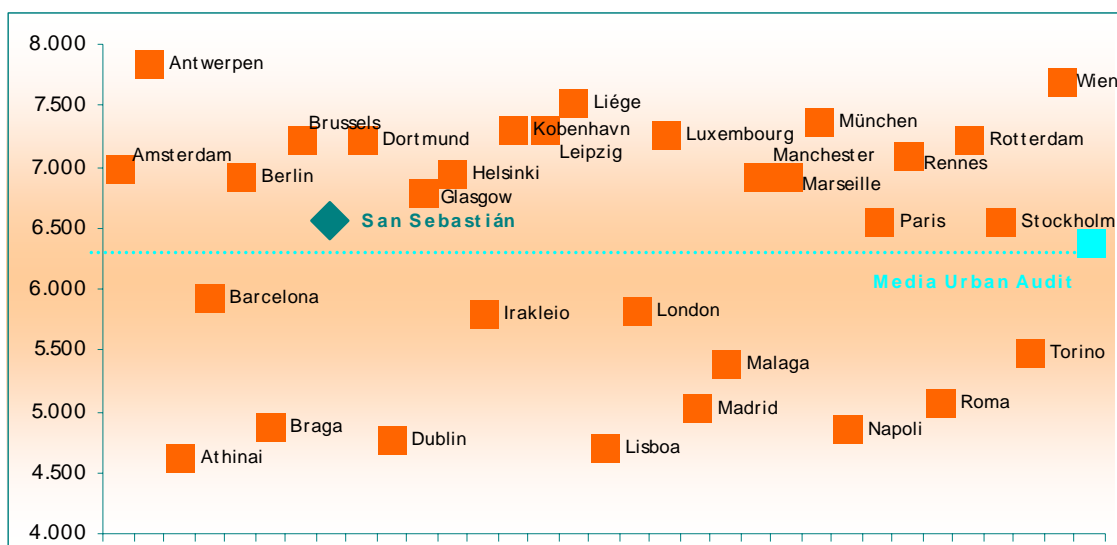 8.000
7.500
7.000
6.500
6.000
5.500
5.000
4.500
4.000
Antwerpen
Wien
Liége
Brussels
Kobenhavn
München
Dortmund
Luxembourg
Rotterdam
Leipzig
Amsterdam
Manchester
Rennes
Berlin
Helsinki
Marseille
Glasgow
San Sebastián
Paris
Stockholm
Media Urban Audit
Barcelona
Irakleio
London
Malaga
Torino
Madrid
Roma
Braga
Dublin
Napoli
Athinai
Lisboa